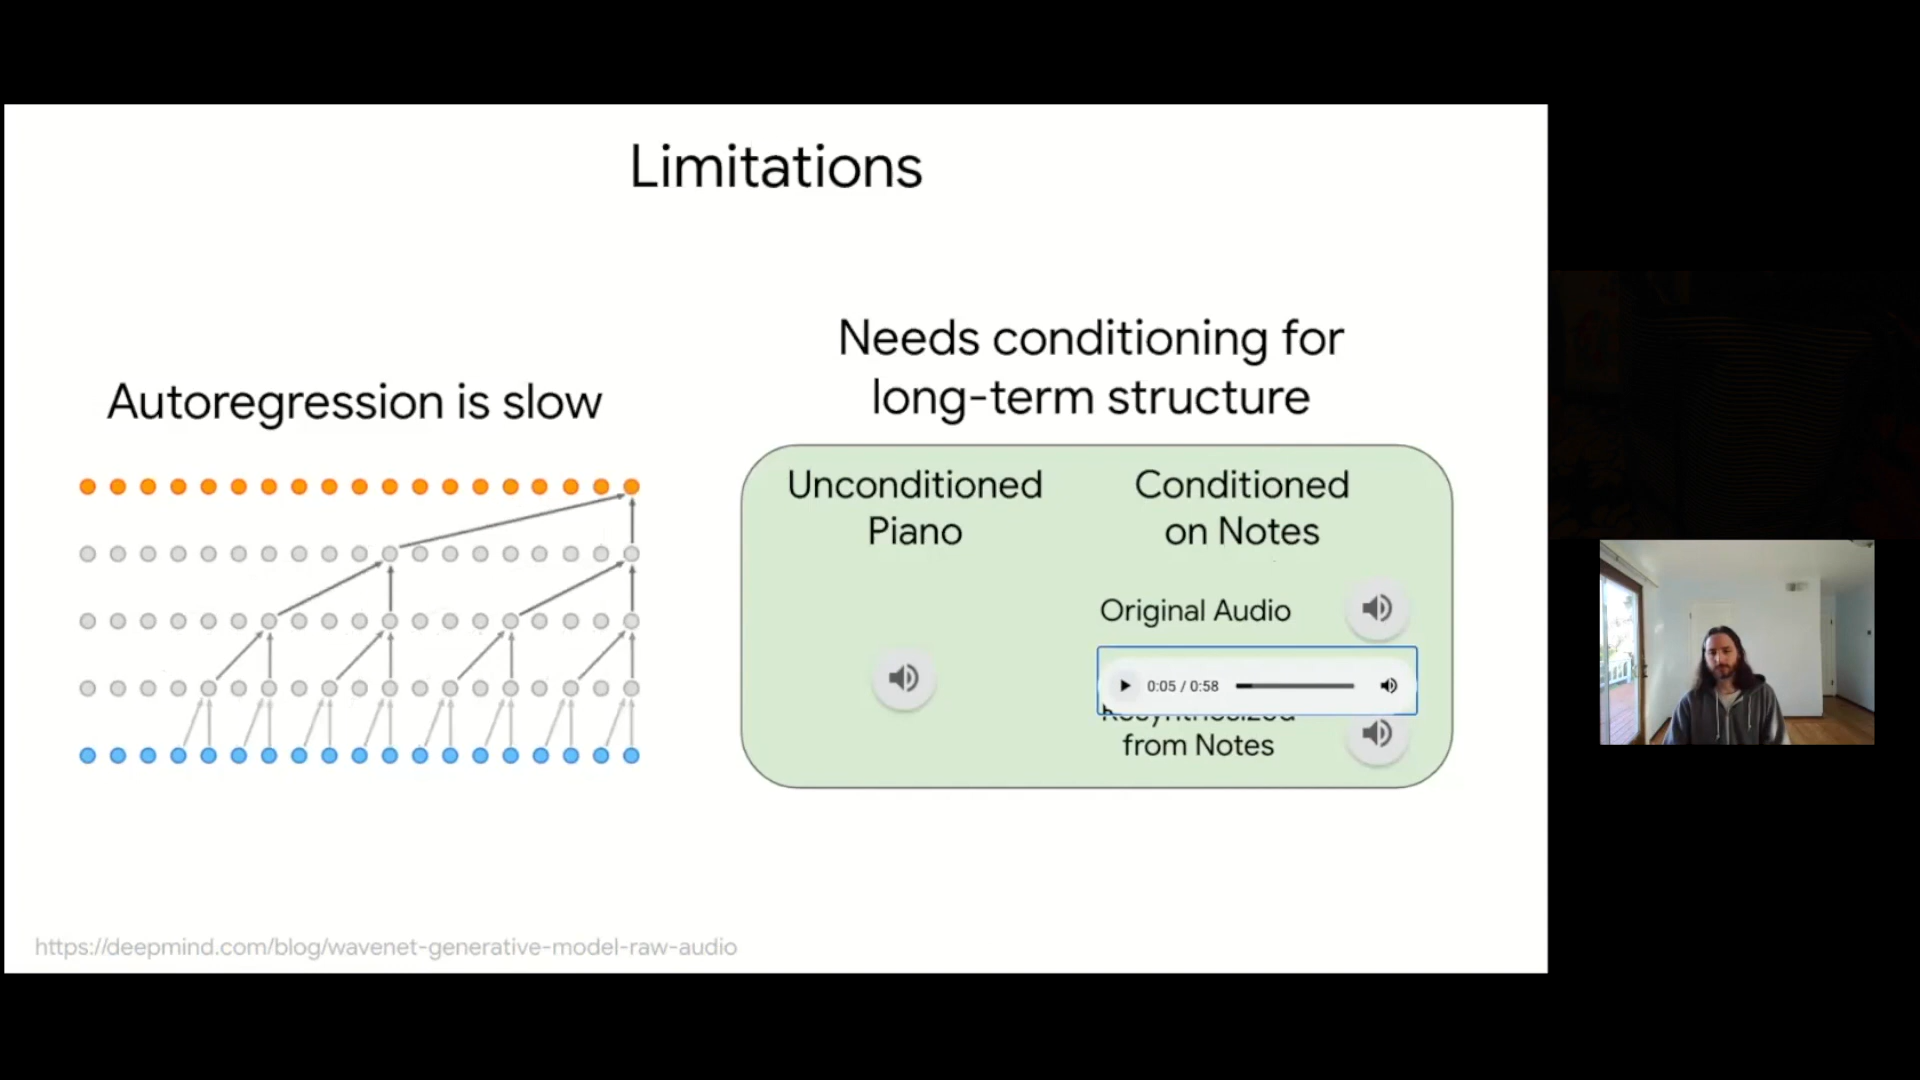 Limitations
Autoregression is slow
Needs conditioning for
long-term structure
Unconditioned
Piano
Conditioned
on Notes
Original Audio
0:05 / 0:58
from Notes
https://deepmind.com/blog/wavenet-generative-model-raw-audio